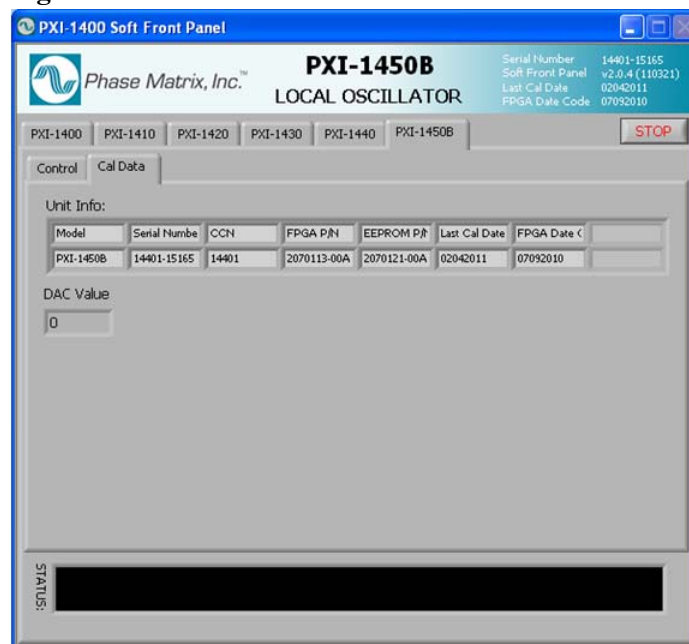 PXI-1400 Soft Front Panel
Phase Matrix, Inc.™
PXI-1450B
LOCAL OSCILLATOR
Serial Number 14401-15165
Soft Front Panel v2.0.4 (110321)
Last Cal Date 02042011
FPGA Date Code 07092010
PXI-1400 PXI-1410 PXI-1420 PXI-1430 PXI-1440 PXI-1450B STOP
Control Cal Data
Unit Info:
Model Serial Numbe CCN FPGA P/N EEPROM P/ Last Cal Date FPGA Date
PXI-1450B 14401-15165 14401 2070113-00A 2070121-00A 02042011 07092010
DAC Value
0
STATUS: